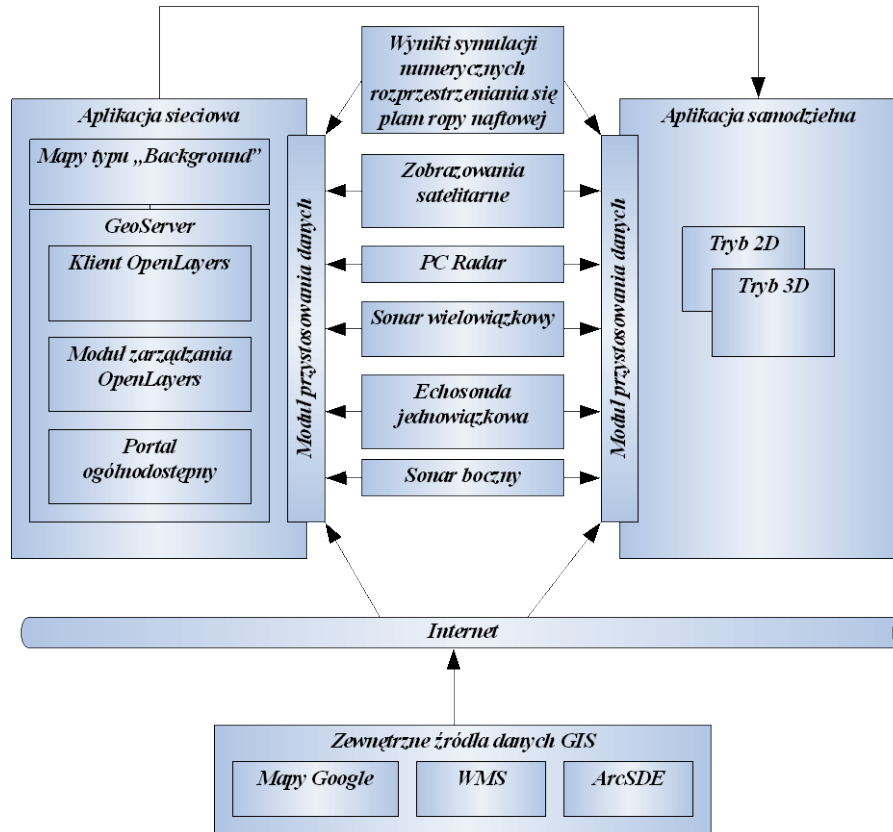 Wyniki symulacji
numerycznych
rozprzestrzeniania się
plam ropy naftowej
Aplikacja sieciowa
Mapy typu „Background”
GeoServer
Klient OpenLayers
Moduł zarządzania
OpenLayers
Portal
ogólnodostępny
Moduł przystosowania danych
Zobrazowania
satelitarne
PC Radar
Sonar wielowiązkowy
Echosonda
jednowiązkowa
Sonar boczny
Moduł przystosowania danych
Aplikacja samodzielna
Tryb 2D
Tryb 3D
Internet
Zewnętrzne źródła danych GIS
Mapy Google
WMS
ArcSDE